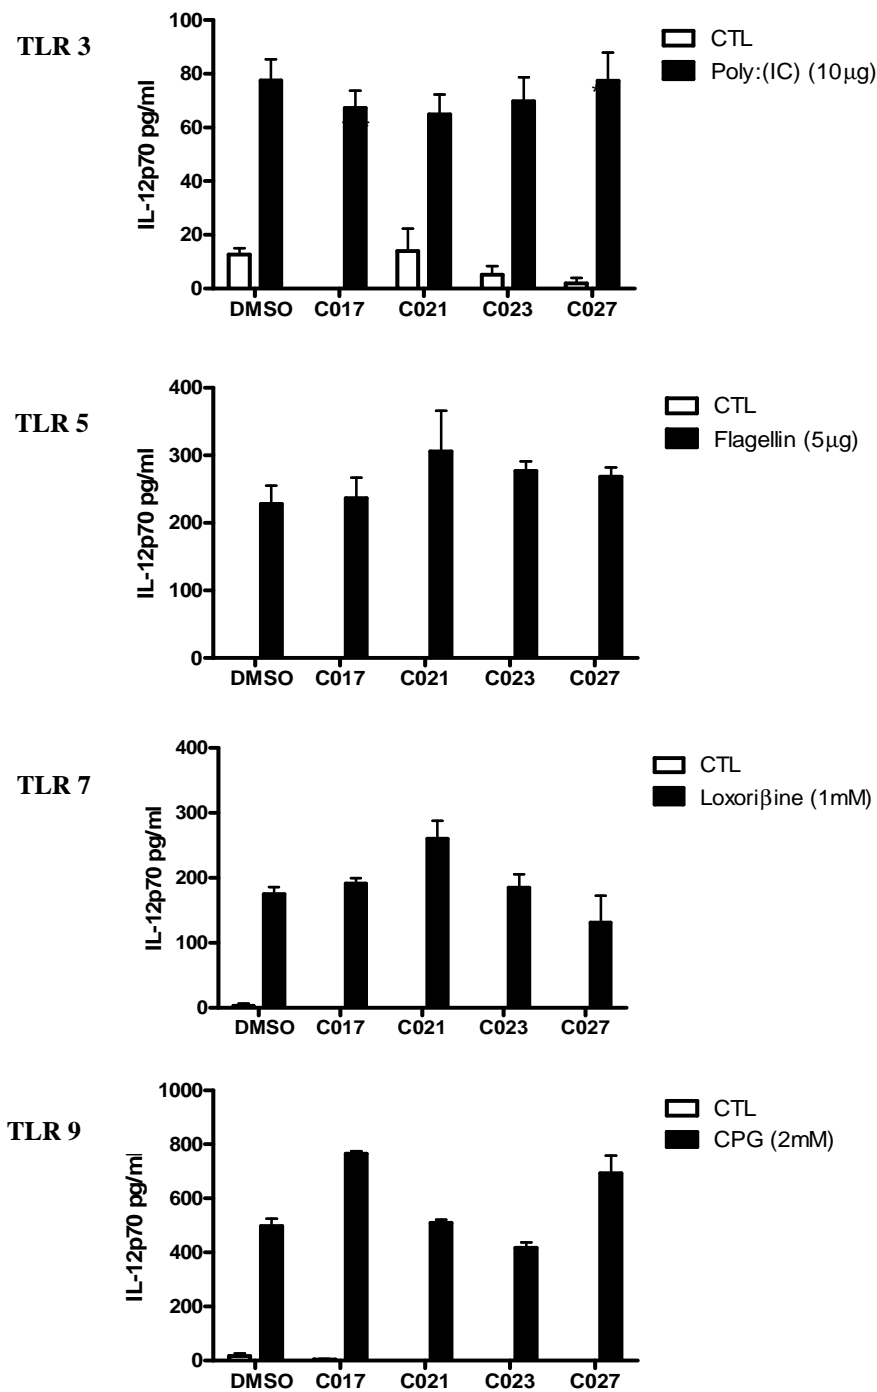 TLR 3
IL-12p70 pg/ml
100
80
60
40
20
0
DMSO C017 C021 C023 C027
CTL
Poly:(IC) (10μg)
TLR 5
IL-12p70 pg/ml
400
300
200
100
0
DMSO C017 C021 C023 C027
CTL
Flagellin (5μg)
TLR 7
IL-12p70 pg/ml
400
300
200
100
0
DMSO C017 C021 C023 C027
CTL
Loxoriβine (1mM)
TLR 9
IL-12p70 pg/ml
1000
800
600
400
200
0
DMSO C017 C021 C023 C027
CTL
CPG (2mM)